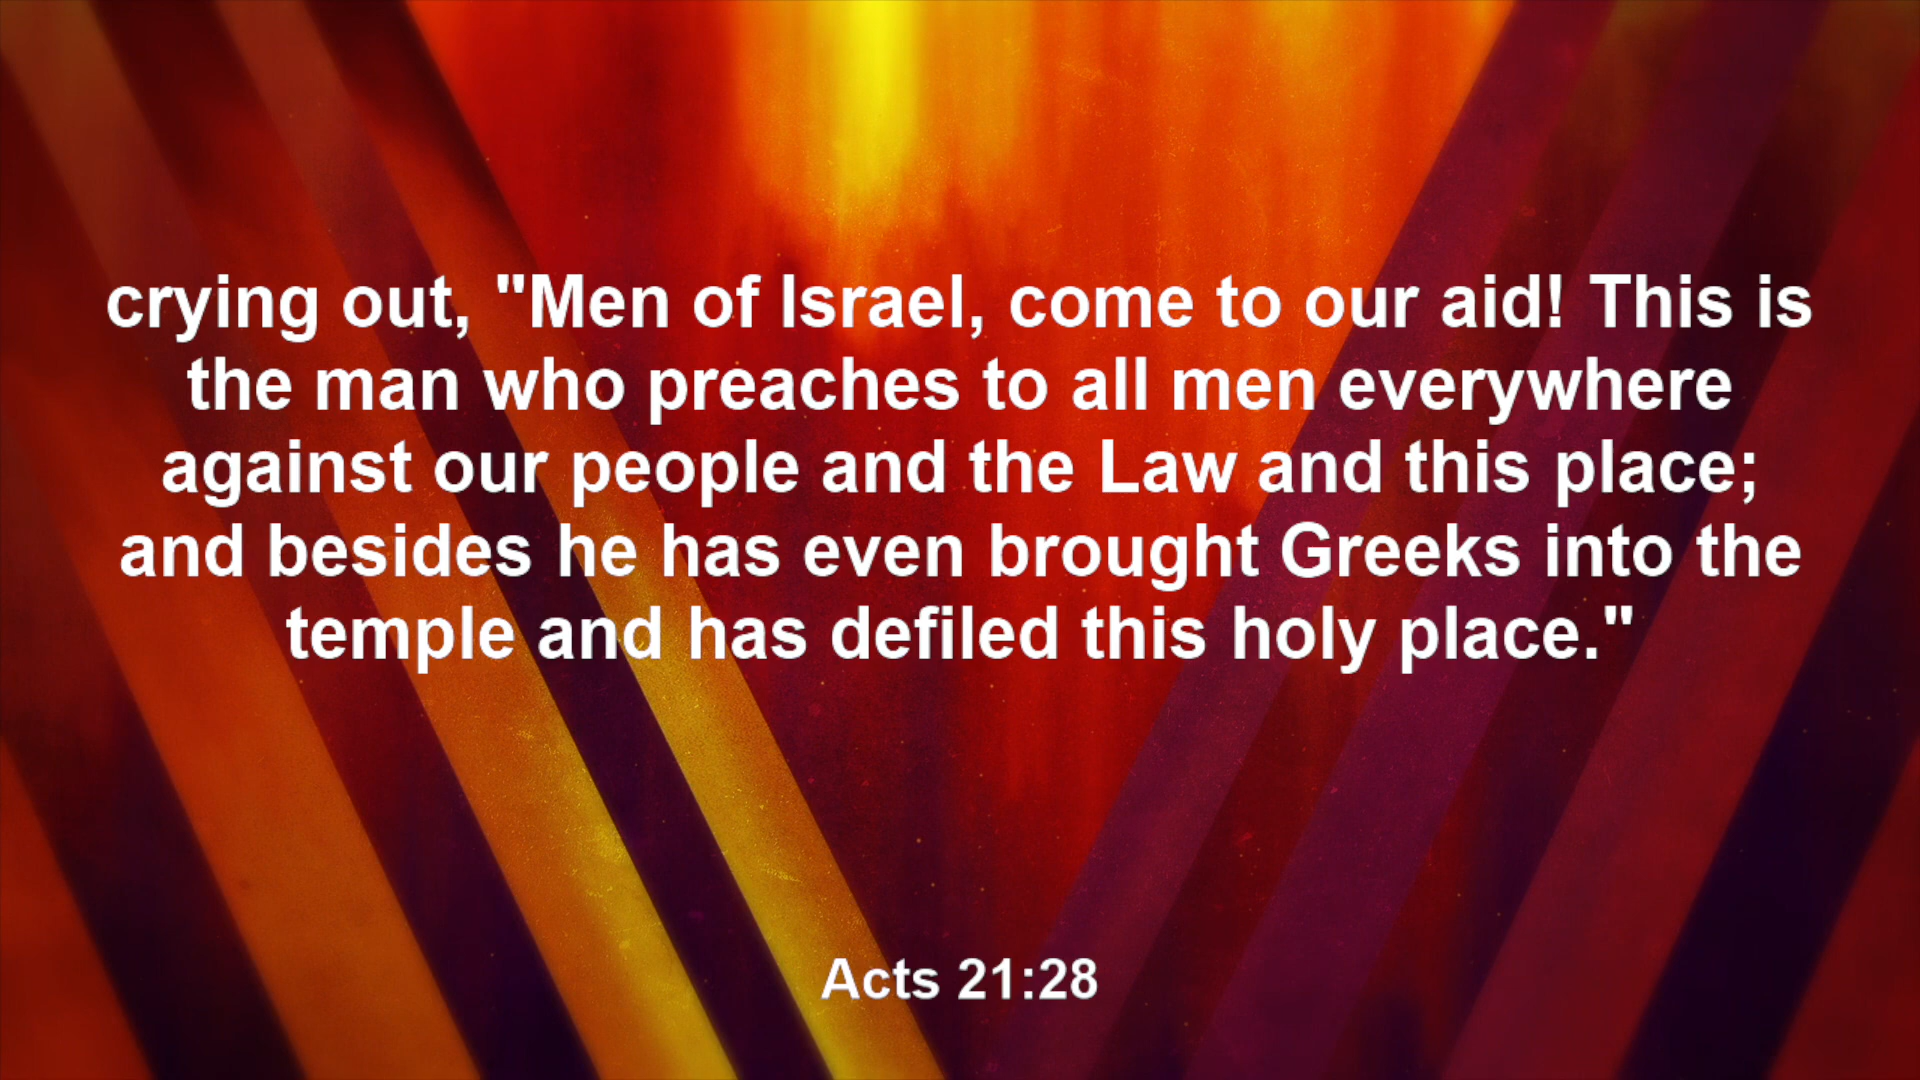 crying out, "Men of Israel, come to our aid! This is
the man who preaches to all men everywhere
against our people and the Law and this place;
and besides he has even brought Greeks into the
temple and has defiled this holy place."
Acts 21:28